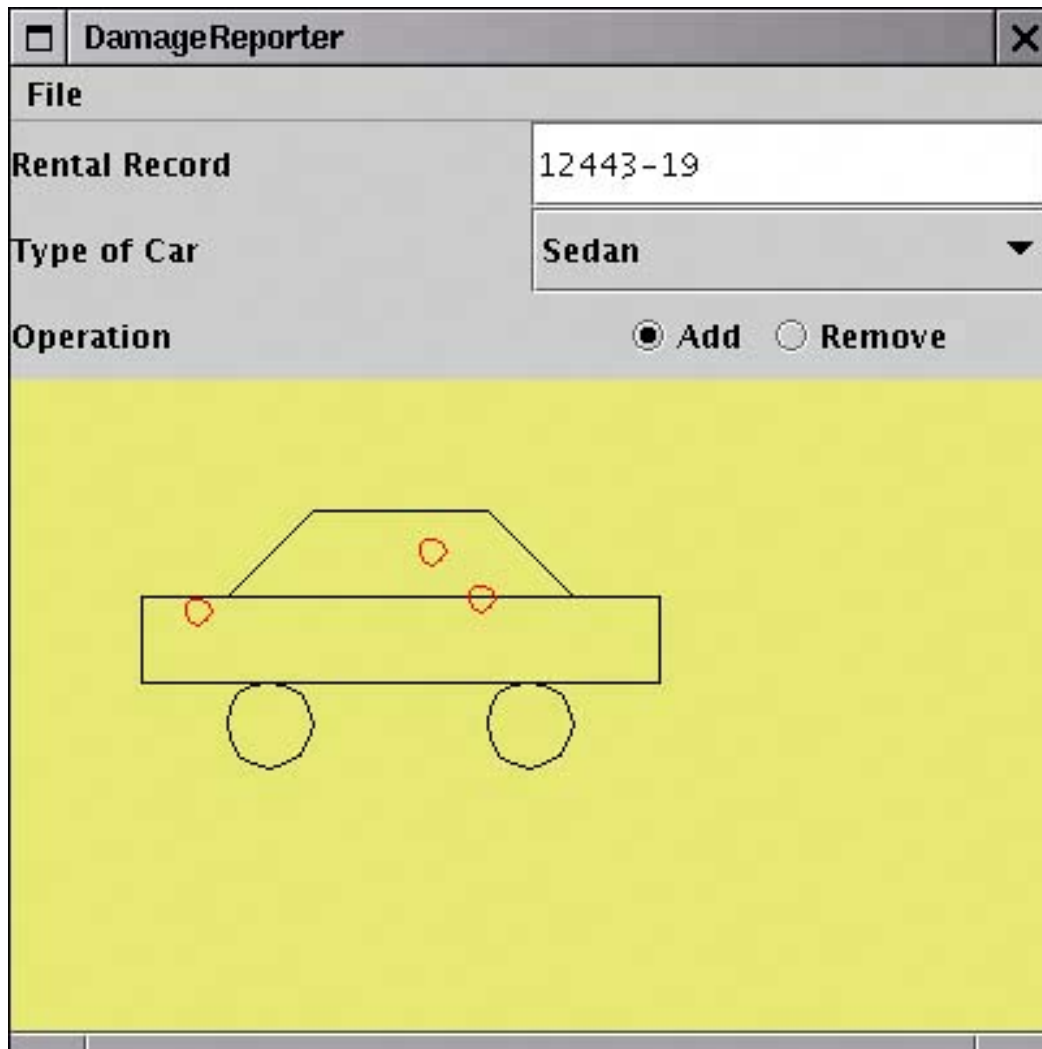 DamageReporter
File
Rental Record 12443-19
Type of Car Sedan
Operation Add Remove